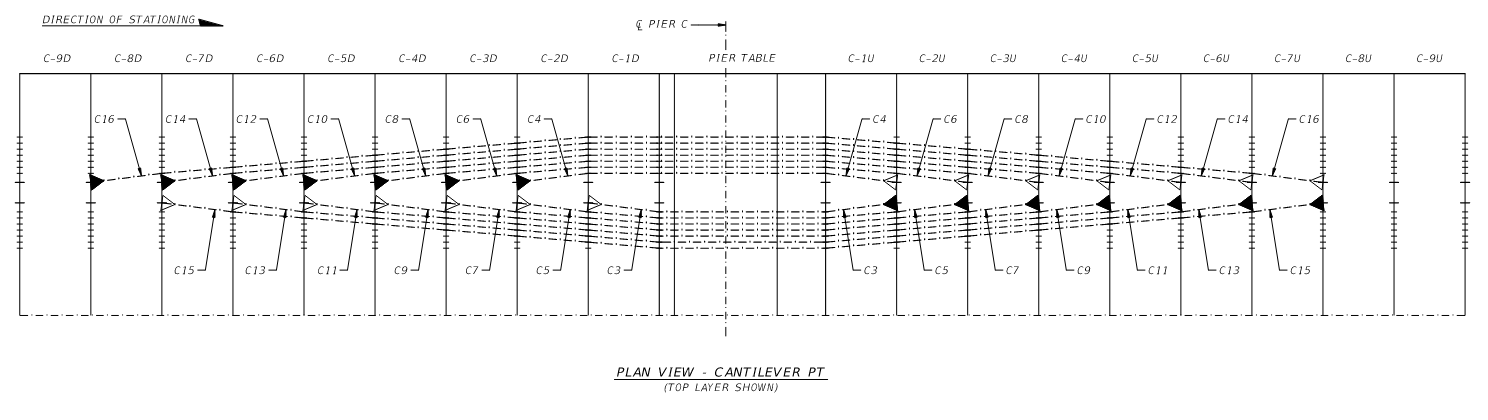 DIRECTION OF STATIONING
℄ PIER C
C-9D C-8D C-7D C-6D C-5D C-4D C-3D C-2D C-1D PIER TABLE C-1U C-2U C-3U C-4U C-5U C-6U C-7U C-8U C-9U
C16 C14 C12 C10 C8 C6 C4 C4 C6 C8 C10 C12 C14 C16
C15 C13 C11 C9 C7 C5 C3 C3 C5 C7 C9 C11 C13 C15
PLAN VIEW - CANTILEVER PT
(TOP LAYER SHOWN)